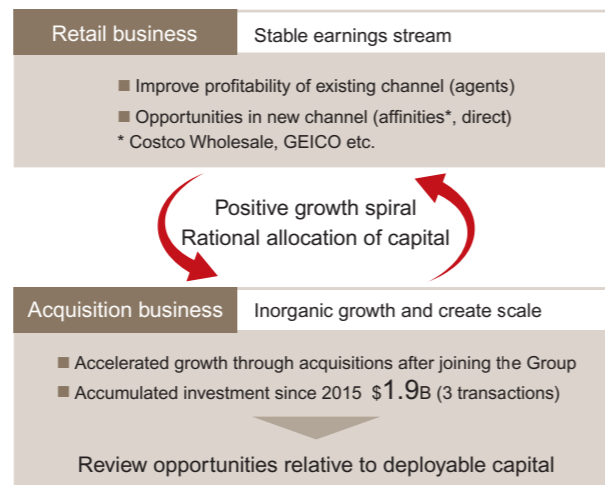 Retail business
Stable earnings stream
■ Improve profitability of existing channel (agents)
■ Opportunities in new channel (affinities*, direct)
* Costco Wholesale, GEICO etc.
Positive growth spiral
Rational allocation of capital
Acquisition business
Inorganic growth and create scale
■ Accelerated growth through acquisitions after joining the Group
■ Accumulated investment since 2015 $1.9B (3 transactions)
Review opportunities relative to deployable capital